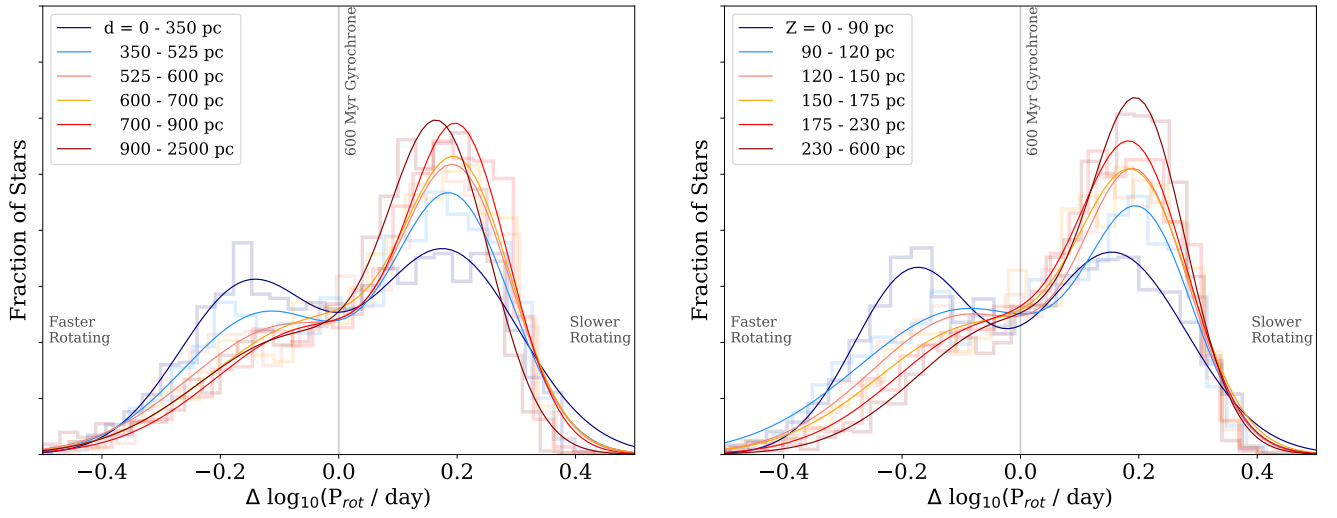 Fraction of Stars
d = 0 - 350 pc
350 - 525 pc
525 - 600 pc
600 - 700 pc
700 - 900 pc
900 - 2500 pc
600 Myr Gyrochrone
Faster
Rotating
Slower
Rotating
−0.4 −0.2 0.0 0.2 0.4
Δ log₁₀(P_rot / day)
Fraction of Stars
Z = 0 - 90 pc
90 - 120 pc
120 - 150 pc
150 - 175 pc
175 - 230 pc
230 - 600 pc
600 Myr Gyrochrone
Faster
Rotating
Slower
Rotating
−0.4 −0.2 0.0 0.2 0.4
Δ log₁₀(P_rot / day)